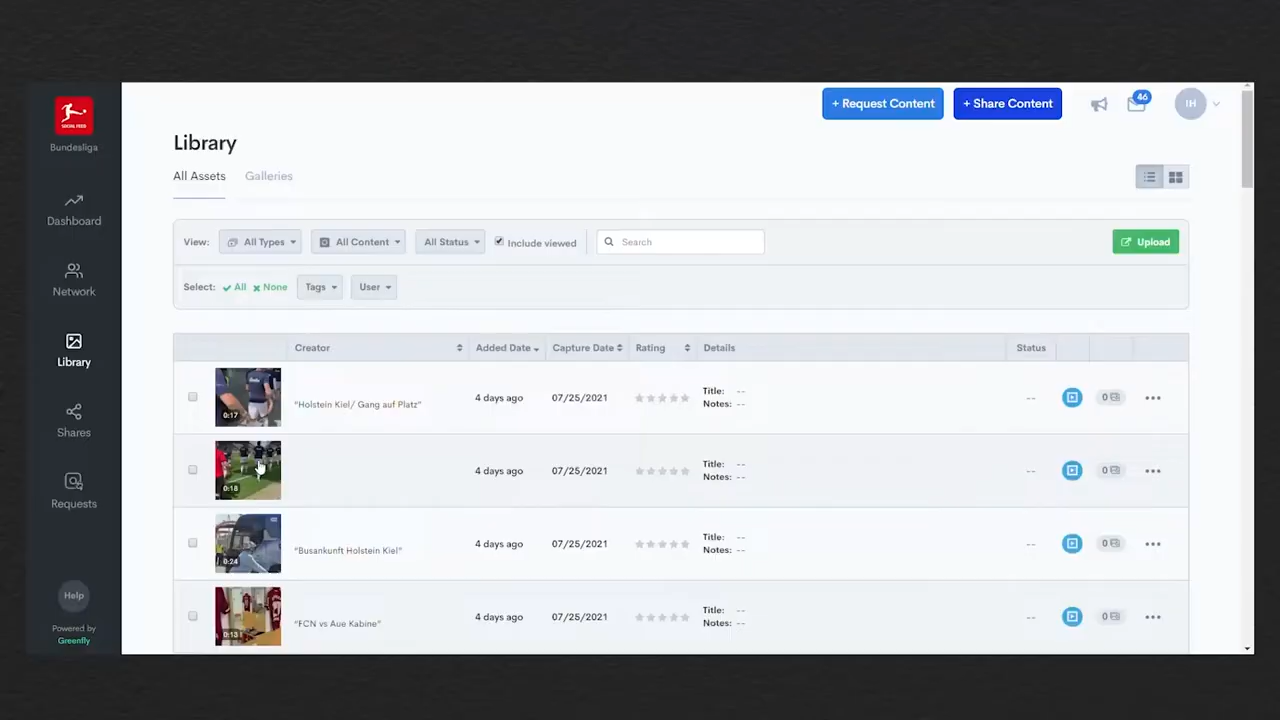 + Request Content
+ Share Content
46
IH
SOCIAL FEED
Bundesliga
Dashboard
Network
Library
Shares
Requests
Help
Powered by
Greenfly
Library
All Assets
Galleries
View:
All Types
All Content
All Status
Include viewed
Search
Upload
Select:
All
None
Tags
User
Creator
Added Date
Capture Date
Rating
Details
Status
0:17
"Holstein Kiel/ Gang auf Platz"
4 days ago
07/25/2021
Title: --
Notes: --
--
0
0:18
4 days ago
07/25/2021
Title: --
Notes: --
--
0
0:24
"Busankunft Holstein Kiel"
4 days ago
07/25/2021
Title: --
Notes: --
--
0
0:13
"FCN vs Aue Kabine"
4 days ago
07/25/2021
Title: --
Notes: --
--
0